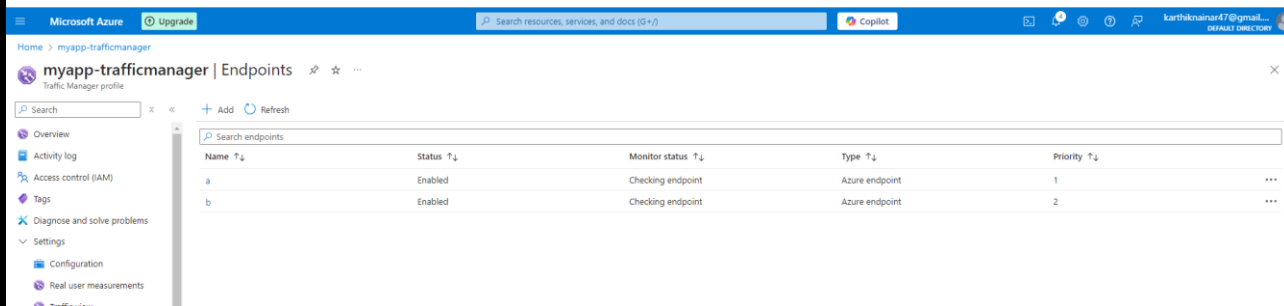 Microsoft Azure Upgrade Search resources, services, and docs (G+/) Copilot 4 karthiknainar47@gmail....
DEFAULT DIRECTORY
Home > myapp-trafficmanager
myapp-trafficmanager | Endpoints
Traffic Manager profile
Search + Add Refresh
Overview Search endpoints
Activity log Name Status Monitor status Type Priority
Access control (IAM) a Enabled Checking endpoint Azure endpoint 1
Tags b Enabled Checking endpoint Azure endpoint 2
Diagnose and solve problems
Settings
Configuration
Real user measurements
Traffic view